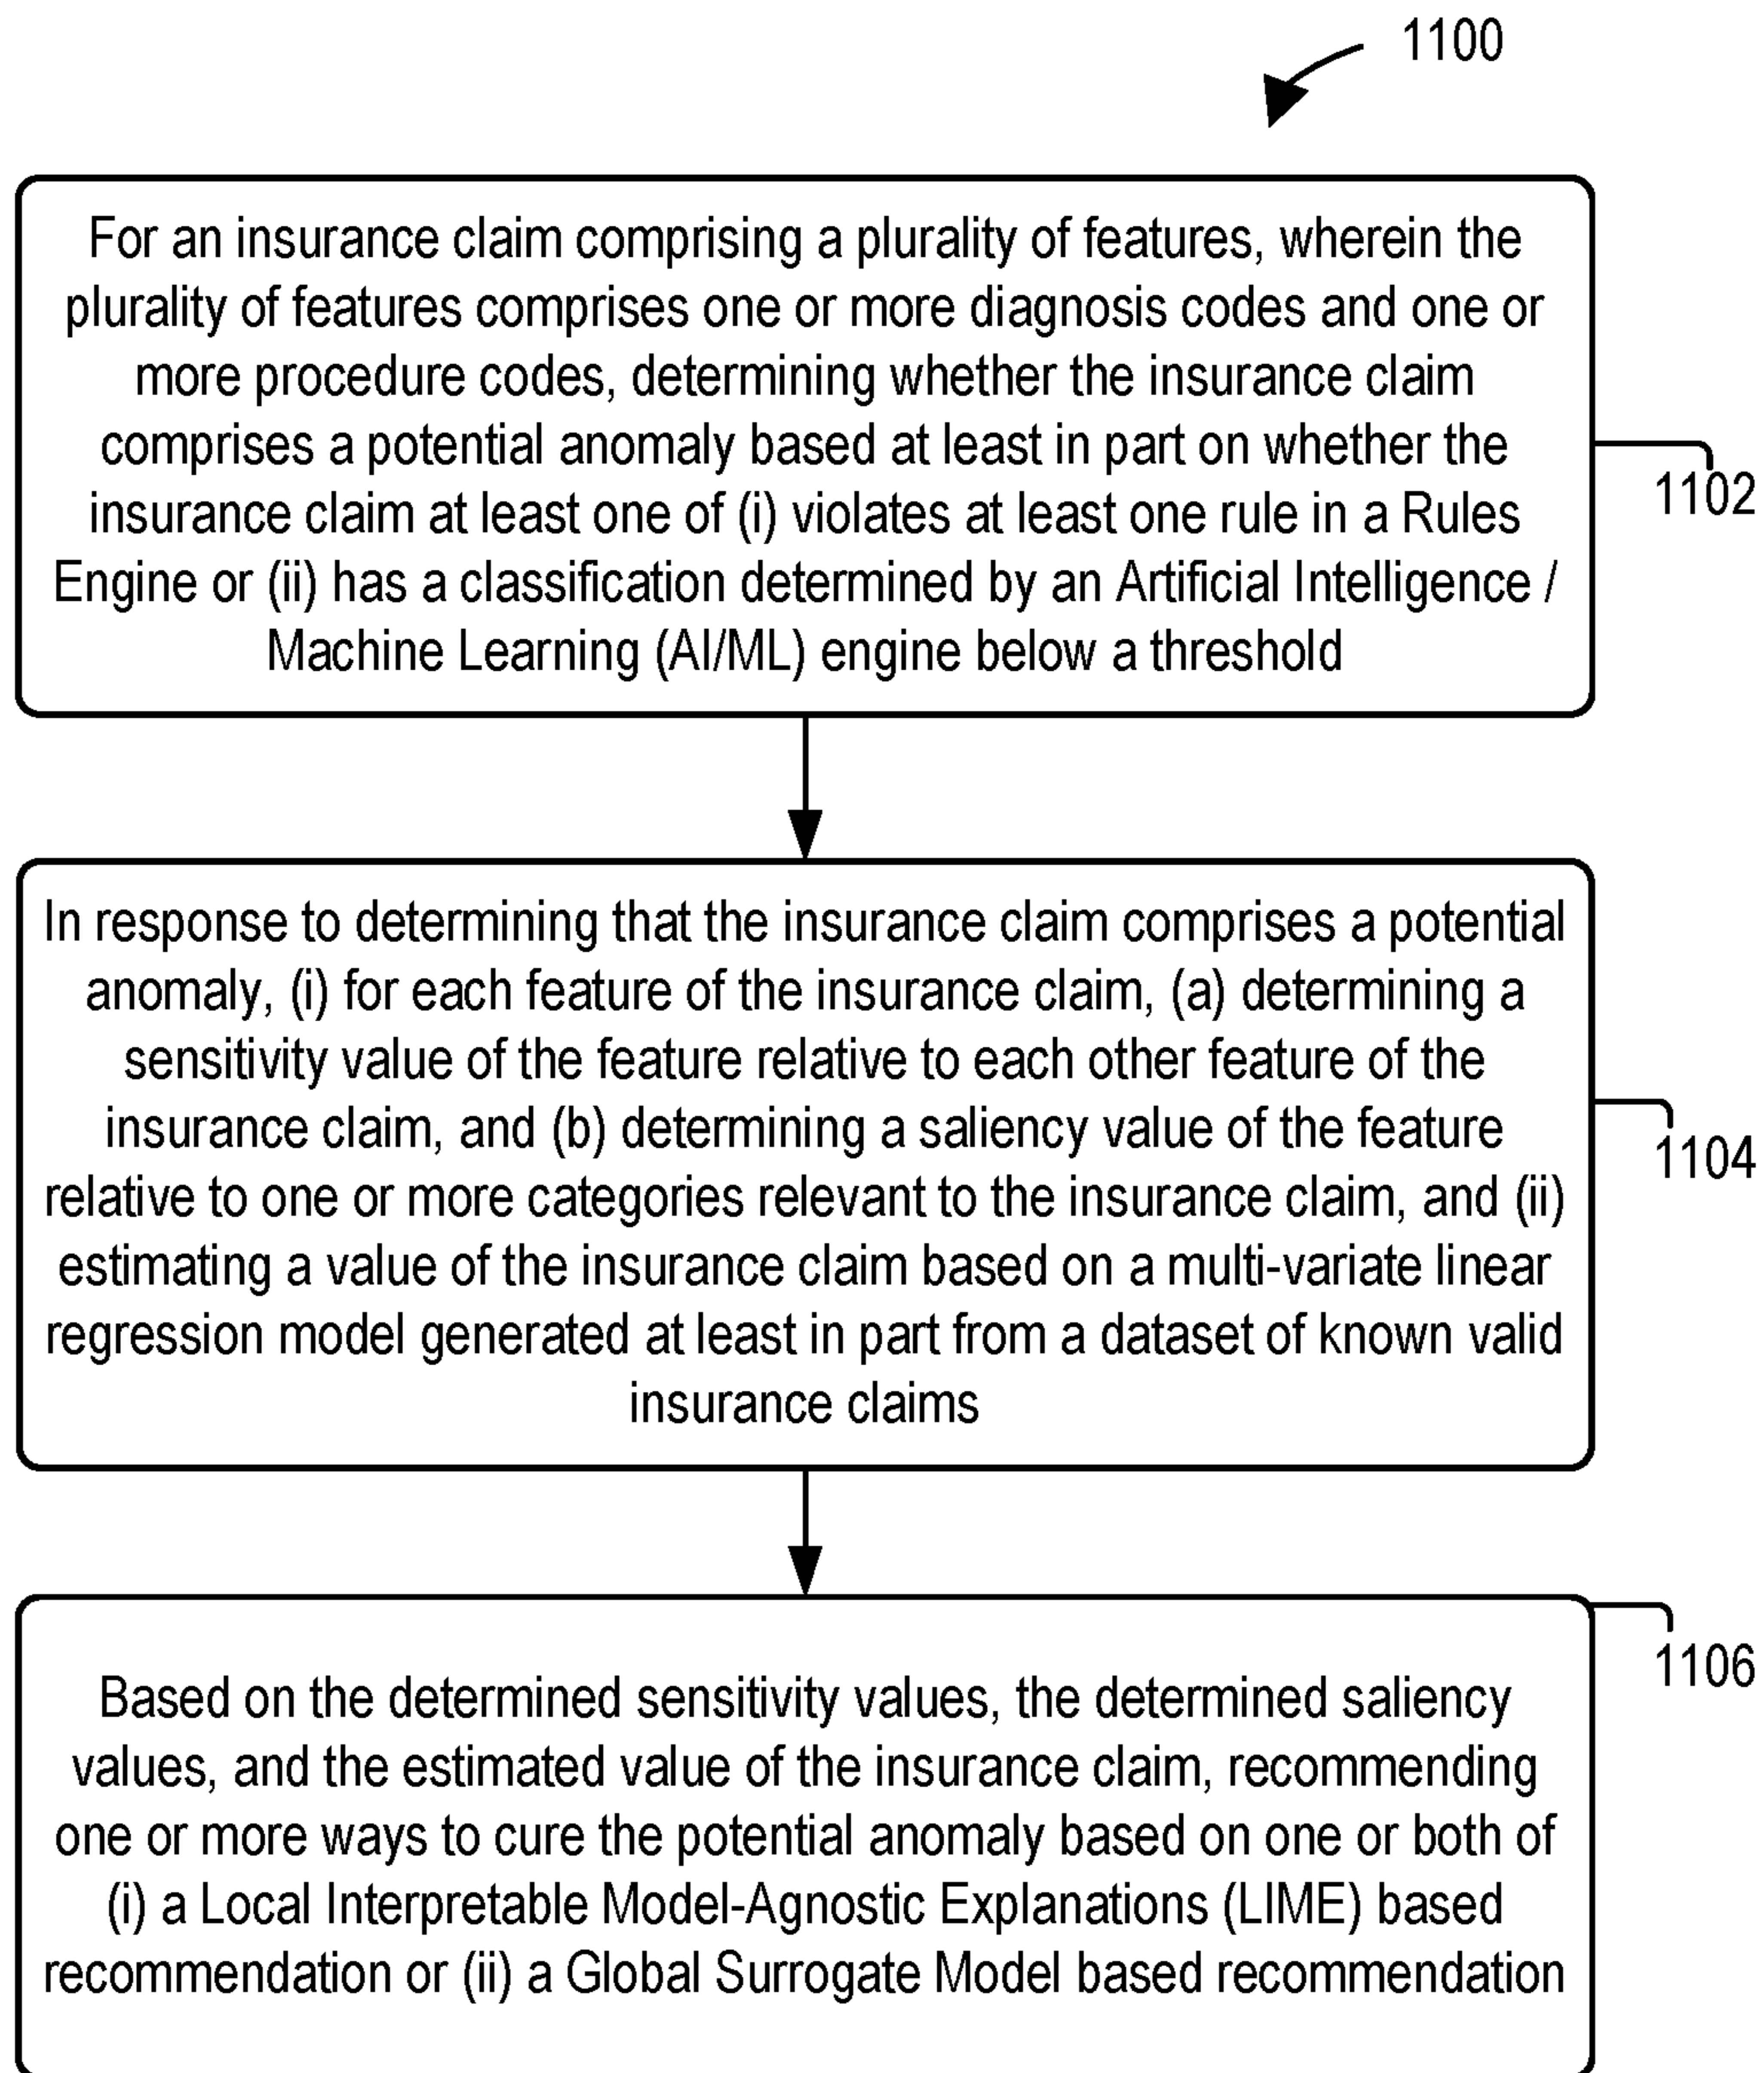 1100
For an insurance claim comprising a plurality of features, wherein the
plurality of features comprises one or more diagnosis codes and one or
more procedure codes, determining whether the insurance claim
comprises a potential anomaly based at least in part on whether the
insurance claim at least one of (i) violates at least one rule in a Rules
Engine or (ii) has a classification determined by an Artificial Intelligence /
Machine Learning (AI/ML) engine below a threshold
1102
In response to determining that the insurance claim comprises a potential
anomaly, (i) for each feature of the insurance claim, (a) determining a
sensitivity value of the feature relative to each other feature of the
insurance claim, and (b) determining a saliency value of the feature
relative to one or more categories relevant to the insurance claim, and (ii)
estimating a value of the insurance claim based on a multi-variate linear
regression model generated at least in part from a dataset of known valid
insurance claims
1104
Based on the determined sensitivity values, the determined saliency
values, and the estimated value of the insurance claim, recommending
one or more ways to cure the potential anomaly based on one or both of
(i) a Local Interpretable Model-Agnostic Explanations (LIME) based
recommendation or (ii) a Global Surrogate Model based recommendation
1106